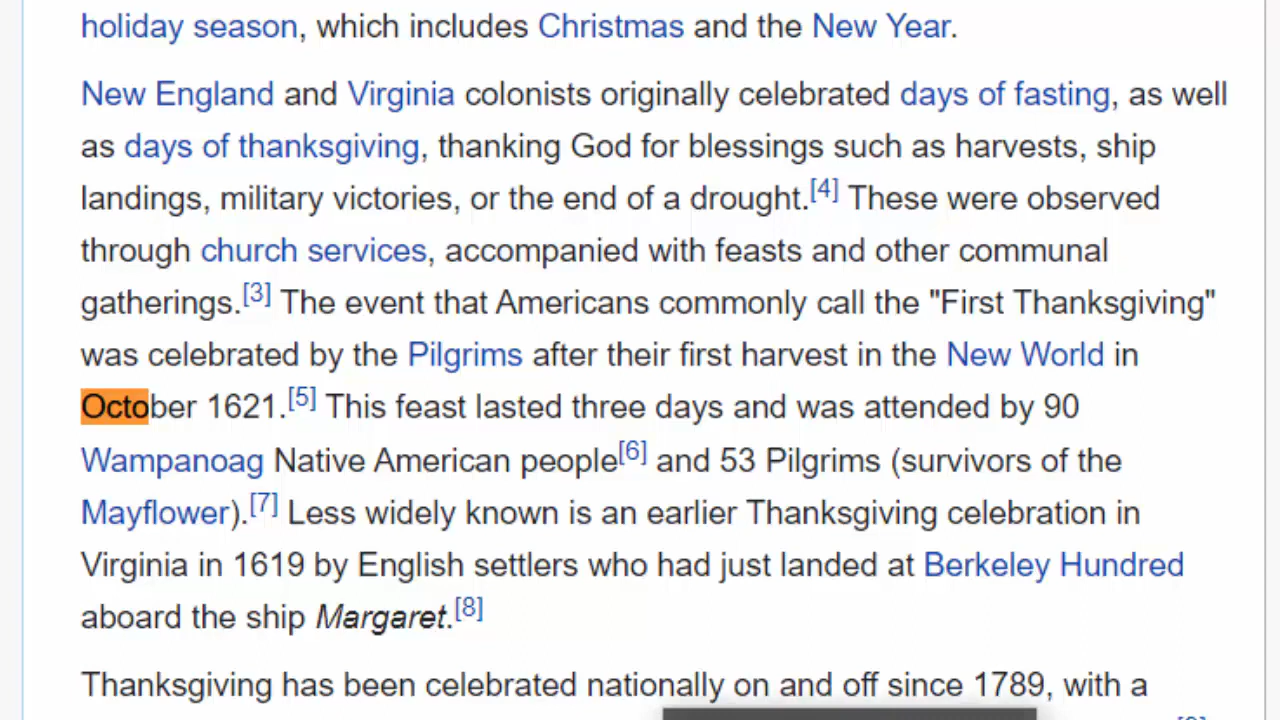 holiday season, which includes Christmas and the New Year.
New England and Virginia colonists originally celebrated days of fasting, as well
as days of thanksgiving, thanking God for blessings such as harvests, ship
landings, military victories, or the end of a drought.[4] These were observed
through church services, accompanied with feasts and other communal
gatherings.[3] The event that Americans commonly call the "First Thanksgiving"
was celebrated by the Pilgrims after their first harvest in the New World in
October 1621.[5] This feast lasted three days and was attended by 90
Wampanoag Native American people[6] and 53 Pilgrims (survivors of the
Mayflower).[7] Less widely known is an earlier Thanksgiving celebration in
Virginia in 1619 by English settlers who had just landed at Berkeley Hundred
aboard the ship Margaret.[8]
Thanksgiving has been celebrated nationally on and off since 1789, with a